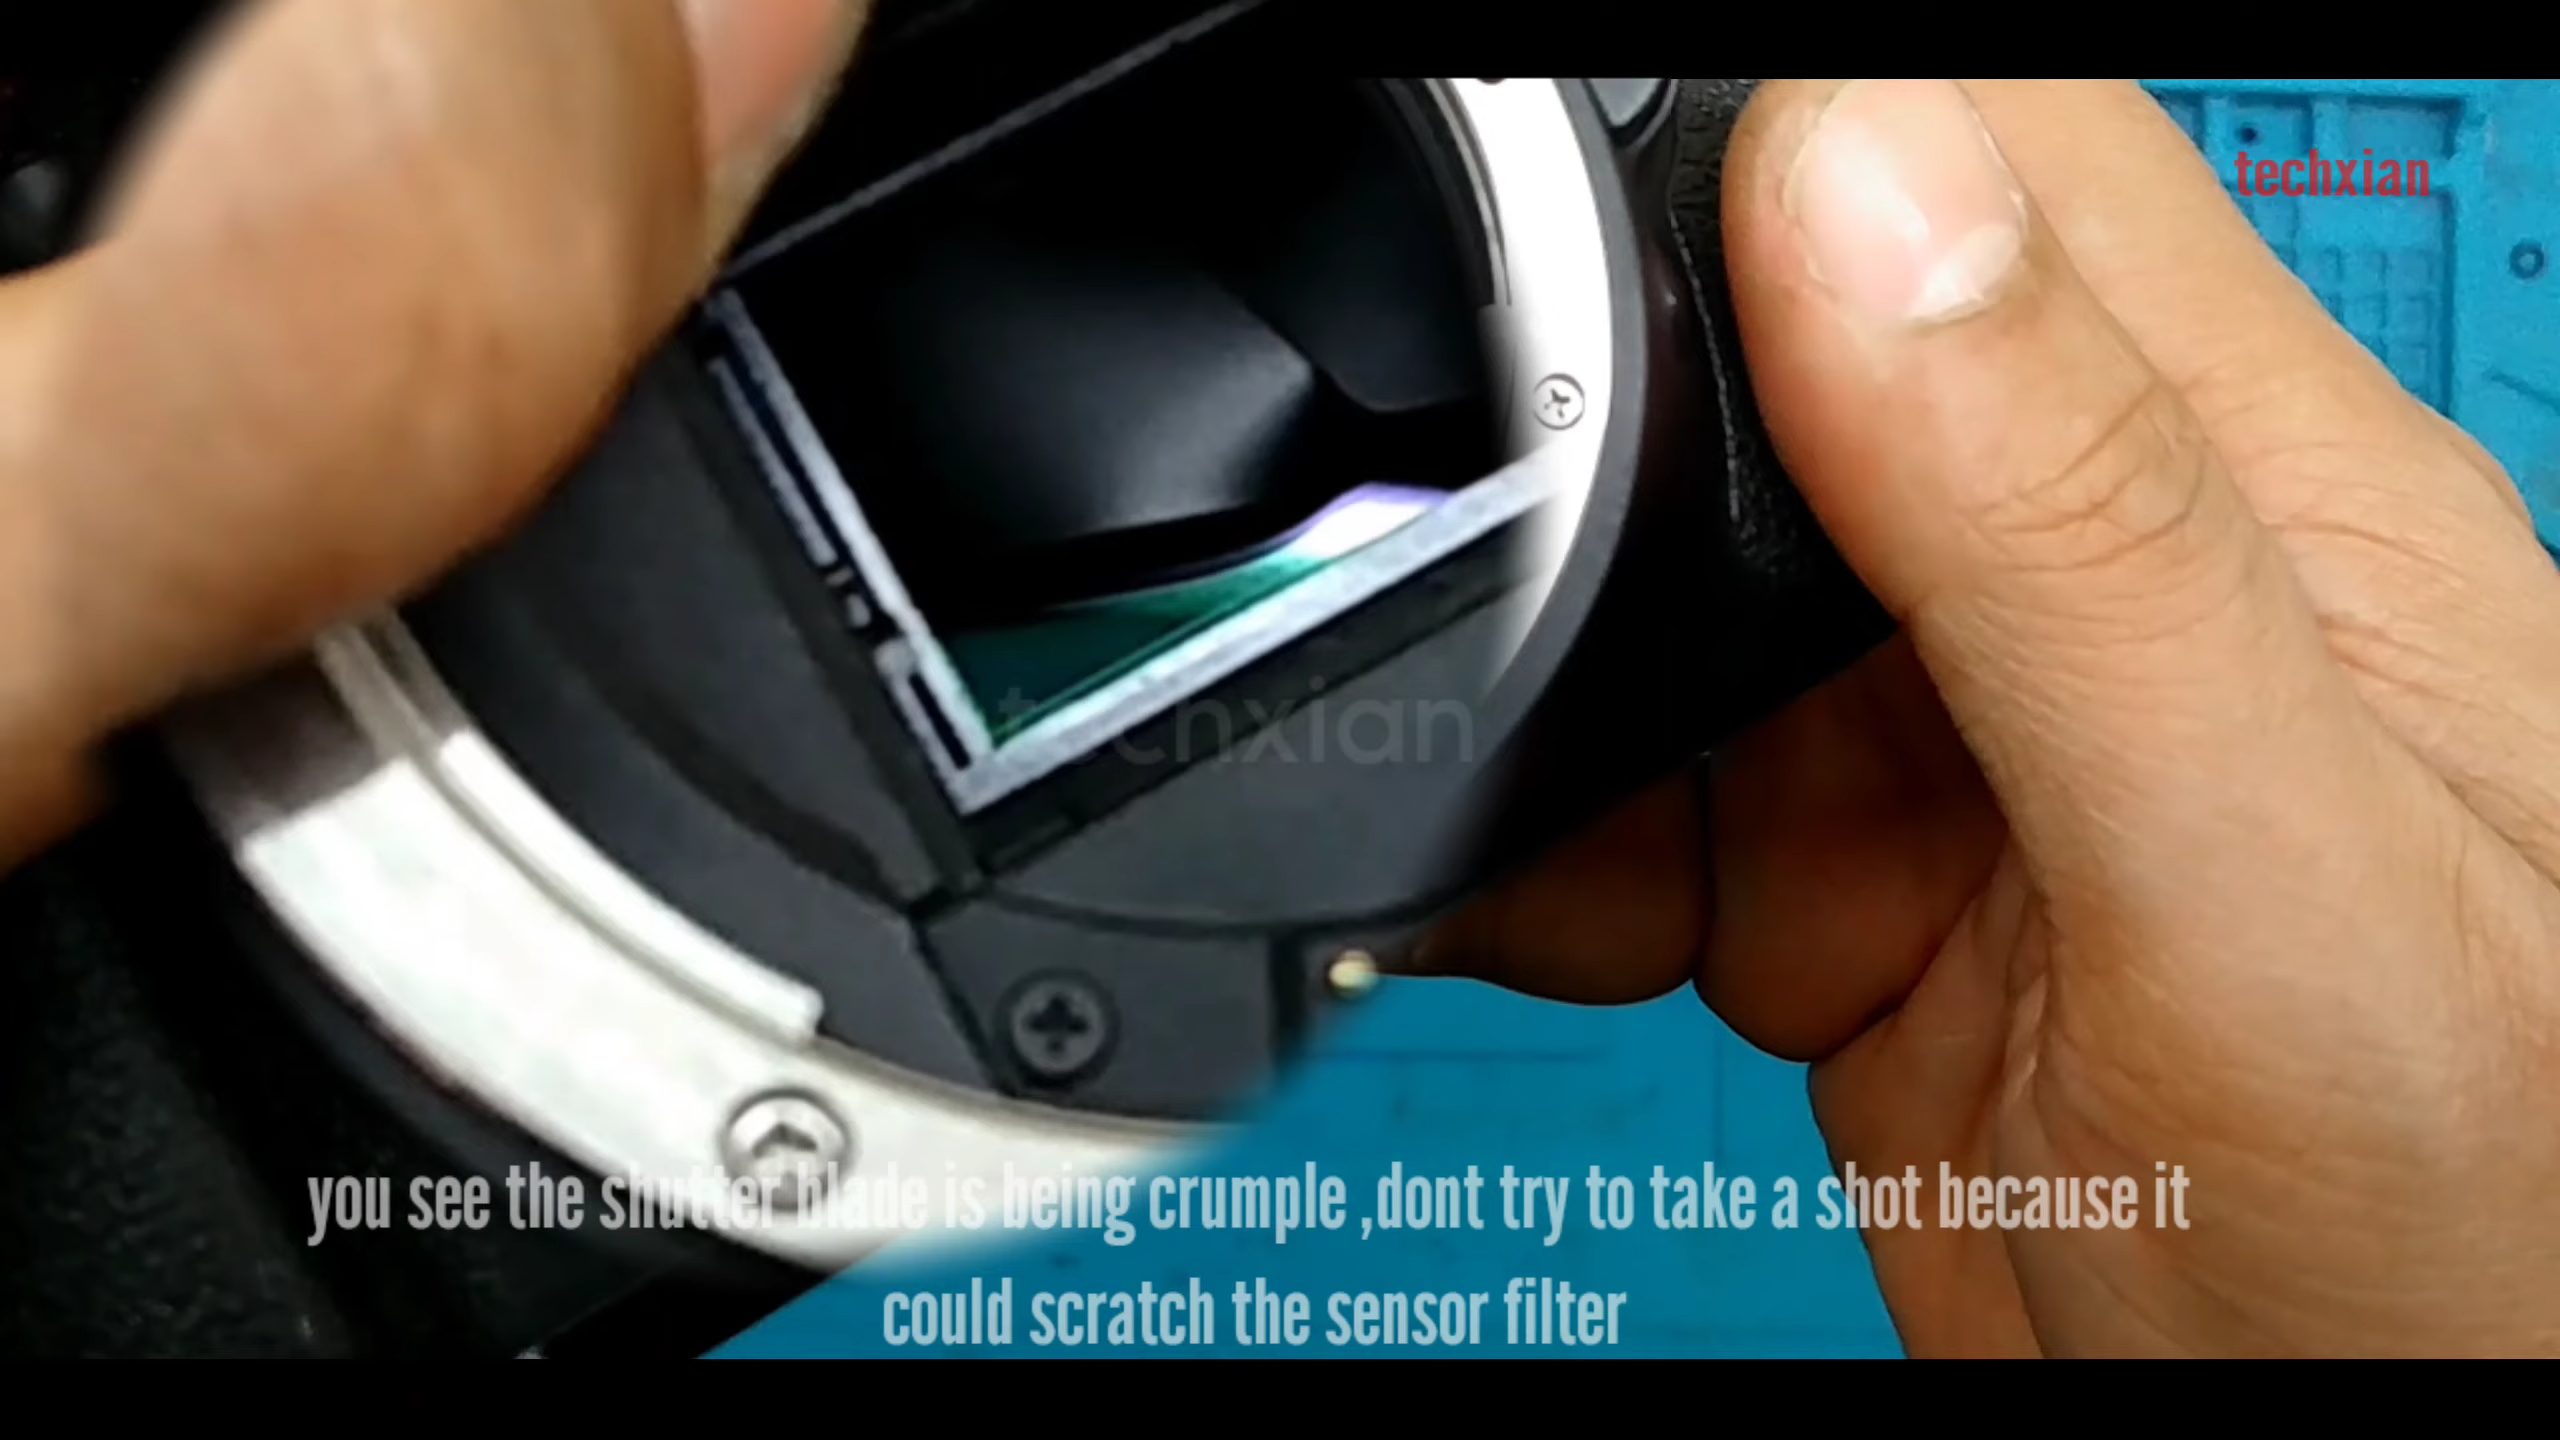 techxian
techxian
you see the shutter blade is being crumple ,dont try to take a shot because it
could scratch the sensor filter